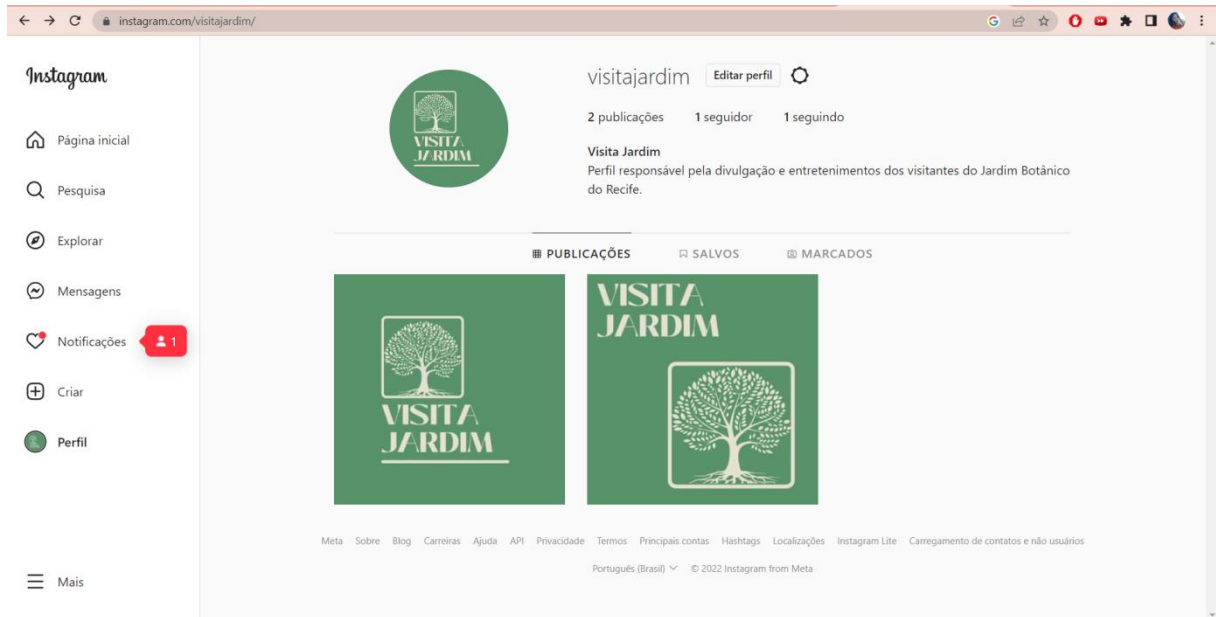 instagram.com/visitajardim/
Instagram
Página inicial
Pesquisa
Explorar
Mensagens
Notificações
1
Criar
Perfil
Mais
VISITA
JARDIM
visitajardim Editar perfil
2 publicações 1 seguidor 1 seguindo
Visita Jardim
Perfil responsável pela divulgação e entretenimentos dos visitantes do Jardim Botânico
do Recife.
PUBLICAÇÕES SALVOS MARCADOS
VISITA
JARDIM
VISITA
JARDIM
Meta Sobre Blog Carreiras Ajuda API Privacidade Termos Principais contas Hashtags Localizações Instagram Lite Carregamento de contatos e não usuários
Português (Brasil) © 2022 Instagram from Meta